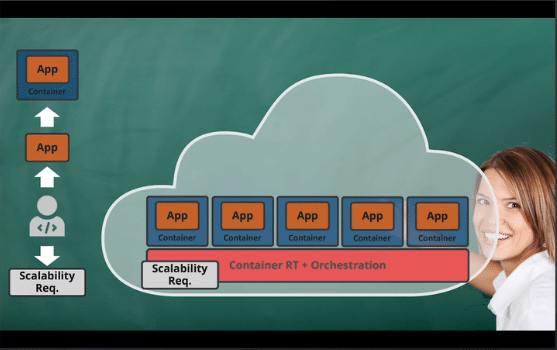 App
Container
App
</>
Scalability
Req.
App
Container
App
Container
App
Container
App
Container
App
Container
Container RT + Orchestration
Scalability
Req.